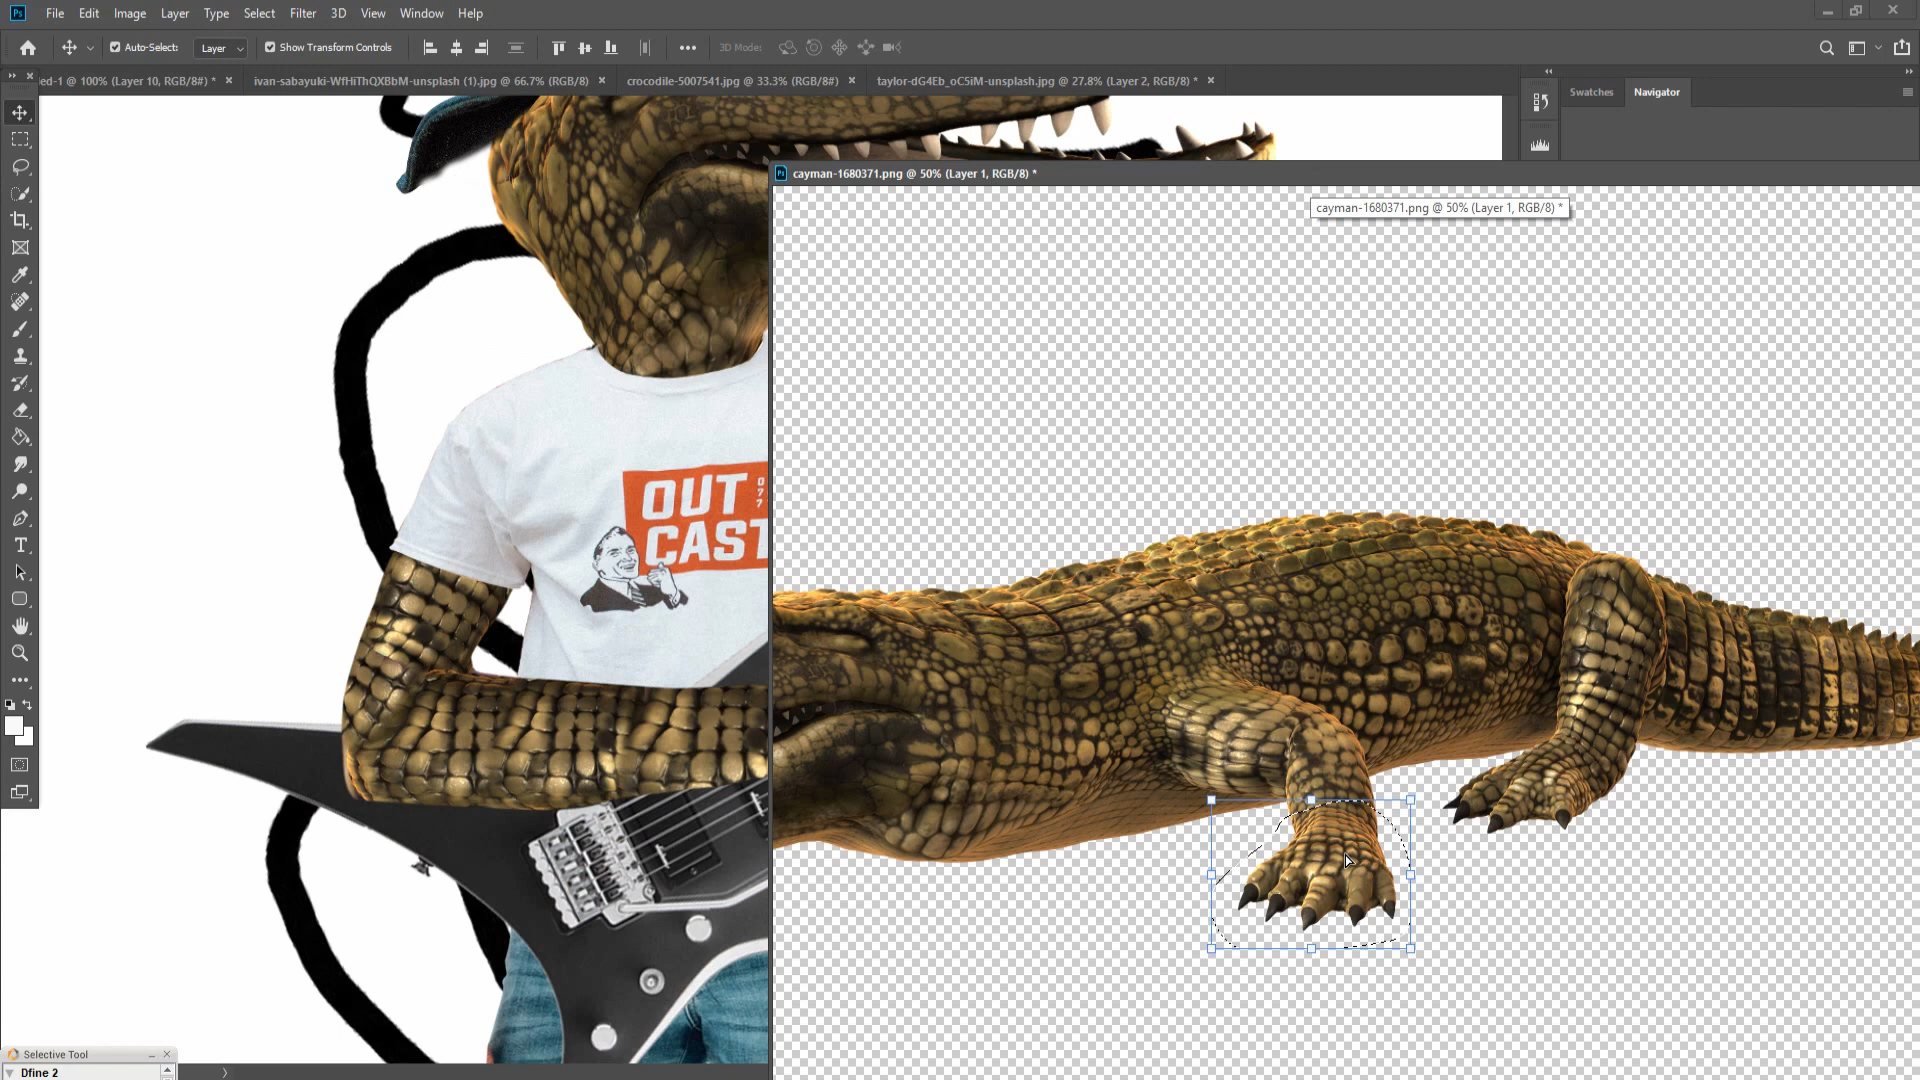 Ps File Edit Image Layer Type Select Filter 3D View Window Help
Auto-Select: Layer Show Transform Controls 3D Mode:
ed-1 @ 100% (Layer 10, RGB/8#) * ivan-sabayuki-WfHiThQXBbM-unsplash (1).jpg @ 66.7% (RGB/8) crocodile-5007541.jpg @ 33.3% (RGB/8#) taylor-dG4Eb_oC5iM-unsplash.jpg @ 27.8% (Layer 2, RGB/8) *
Swatches Navigator
Ps cayman-1680371.png @ 50% (Layer 1, RGB/8) *
cayman-1680371.png @ 50% (Layer 1, RGB/8) *
OUT
CAST
077
Selective Tool
Dfine 2